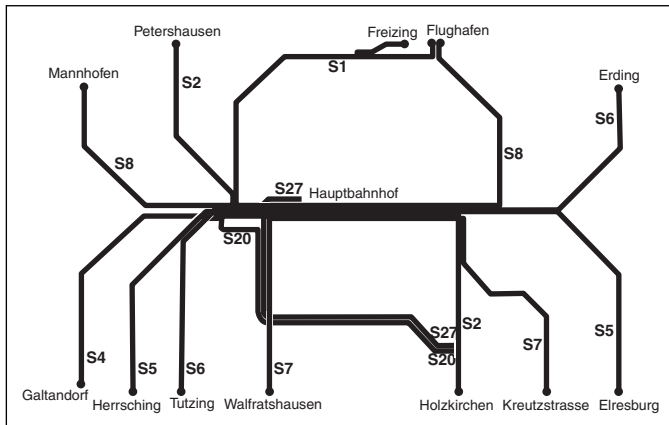 Petershausen
Freizing
Flughafen
Mannhofen
S2
S1
Erding
S6
S8
S8
S27
Hauptbahnhof
S20
S27
S2
S20
S4
S5
S6
S7
S7
S5
Galtandorf
Herrsching
Tutzing
Walfratshausen
Holzkirchen
Kreutzstrasse
Elresburg